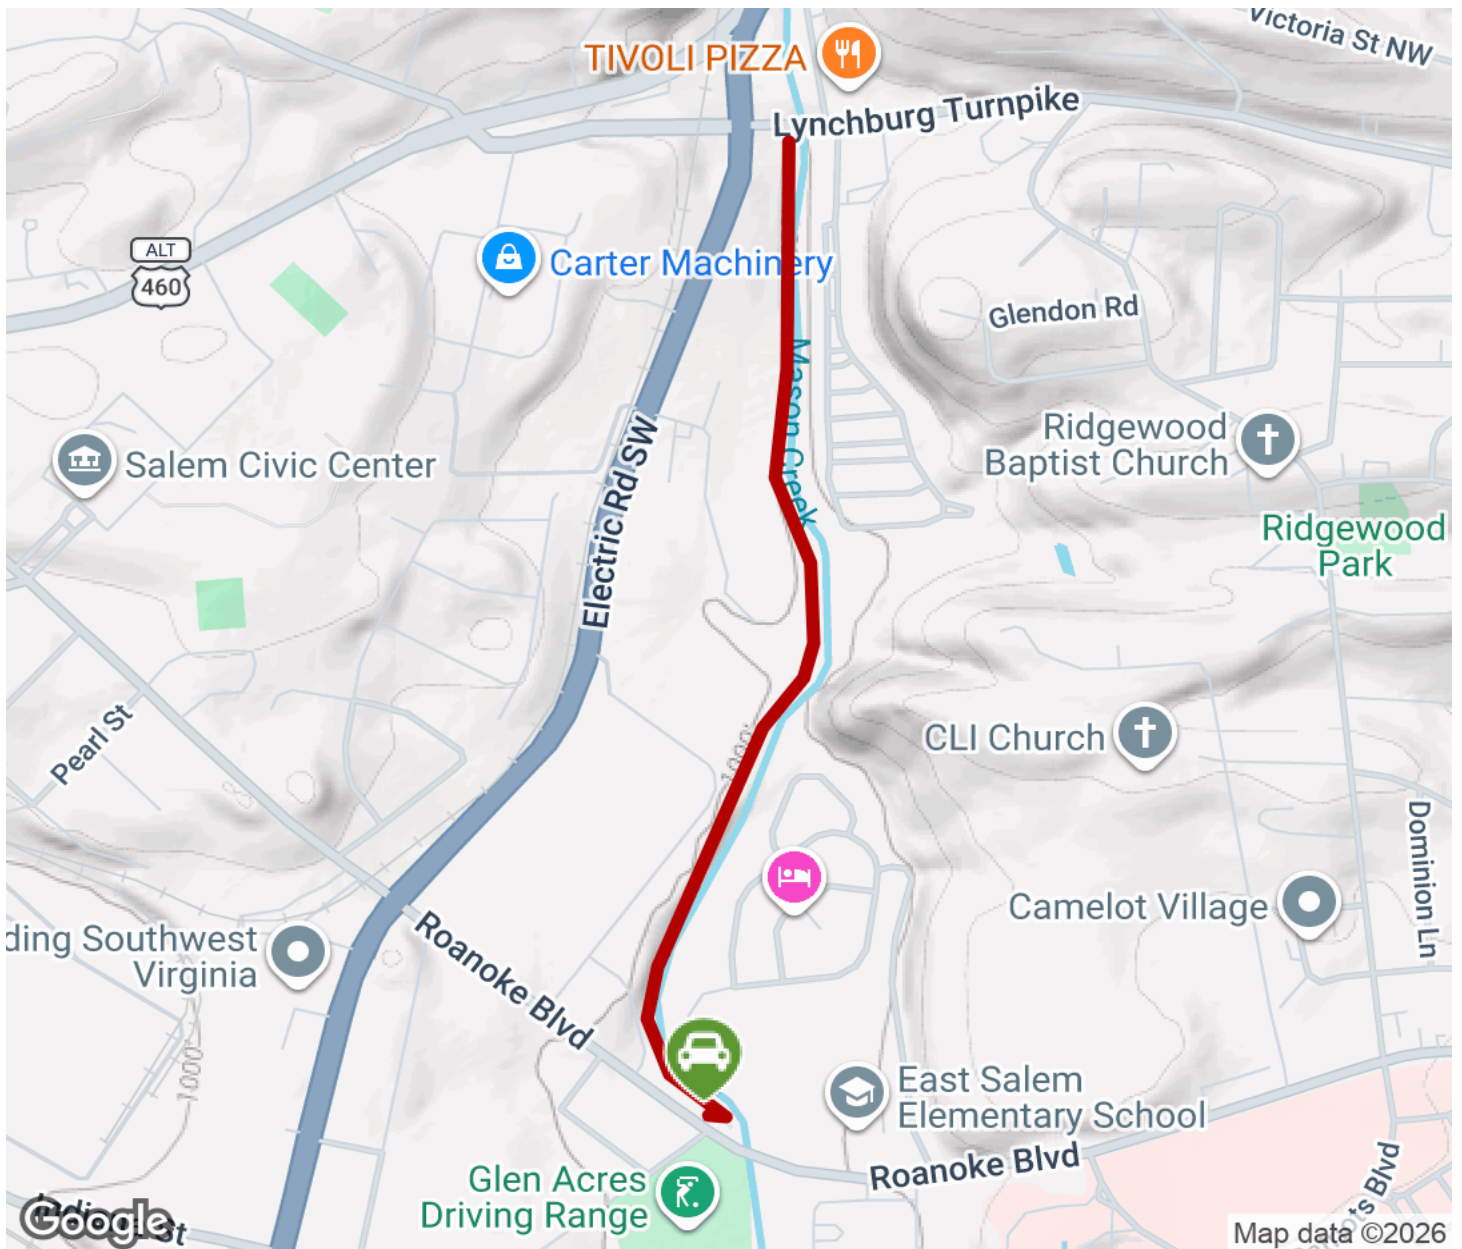 Victoria St NW
TIVOLI PIZZA
Lynchburg Turnpike
ALT
460
Carter Machinery
Glendon Rd
Mason Creek
Ridgewood
Baptist Church
Salem Civic Center
Electric Rd SW
Ridgewood
Park
Pearl St
CLI Church
1000
Dominion Ln
Camelot Village
Roanoke Blvd
ding Southwest
Virginia
1000
East Salem
Elementary School
Roanoke Blvd
Glen Acres
Driving Range
Google
St
Blvd
Map data ©2026